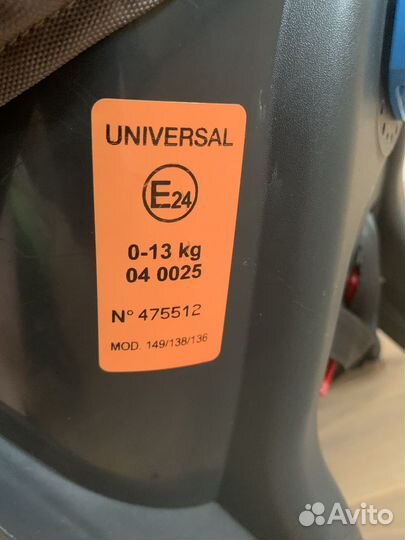 UNIVERSAL
E24
0-13 kg
04 0025
N° 475512
MOD. 149/138/136
Avito